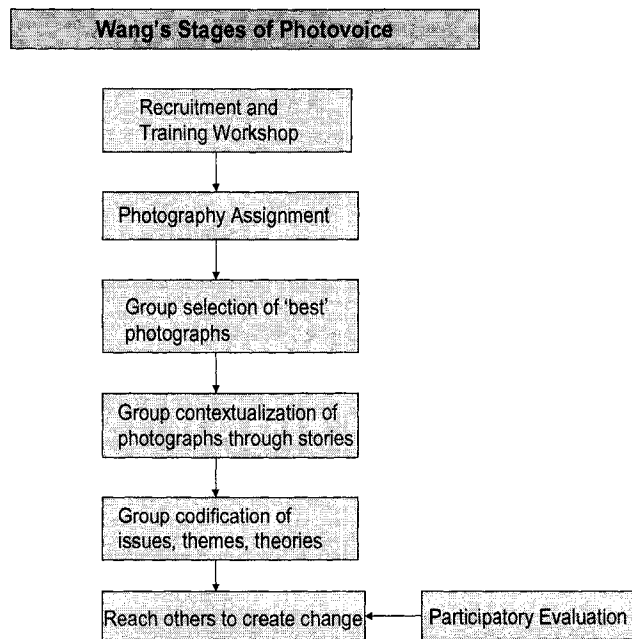 Wang's Stages of Photovoice
Recruitment and
Training Workshop
Photography Assignment
Group selection of ‘best’
photographs
Group contextualization of
photographs through stories
Group codification of
issues, themes, theories
Reach others to create change
Participatory Evaluation